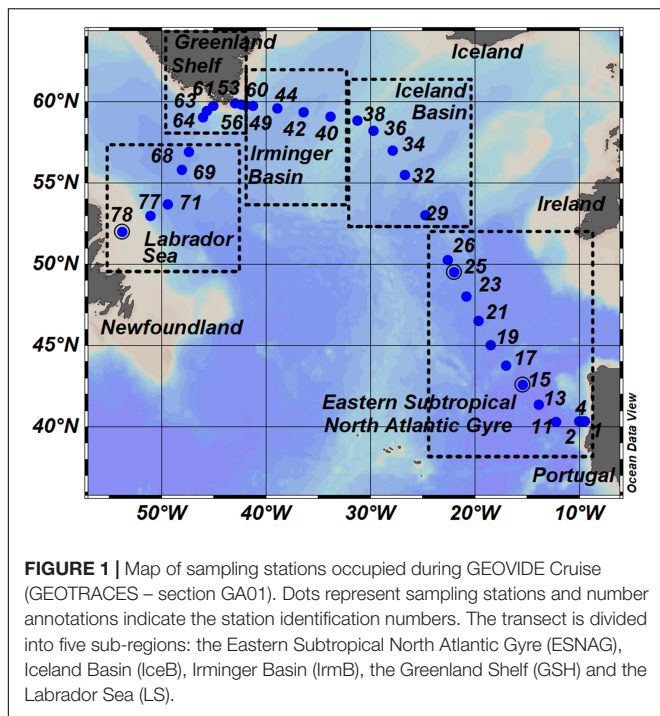 Greenland
Shelf
Iceland
60°N
61 53 60 44
63
64
56 49 42 40
38
Iceland
Basin
36
34
Irminger
Basin
32
68
69
55°N
Ireland
29
77 71
78
Labrador
Sea
26
25
50°N
23
21
Newfoundland
19
45°N
17
15
Eastern Subtropical
North Atlantic Gyre
13
4
11 2 1
40°N
Portugal
50°W 40°W 30°W 20°W 10°W
Ocean Data View
FIGURE 1 | Map of sampling stations occupied during GEOVIDE Cruise
(GEOTRACES – section GA01). Dots represent sampling stations and number
annotations indicate the station identification numbers. The transect is divided
into five sub-regions: the Eastern Subtropical North Atlantic Gyre (ESNAG),
Iceland Basin (IceB), Irminger Basin (IrmB), the Greenland Shelf (GSH) and the
Labrador Sea (LS).